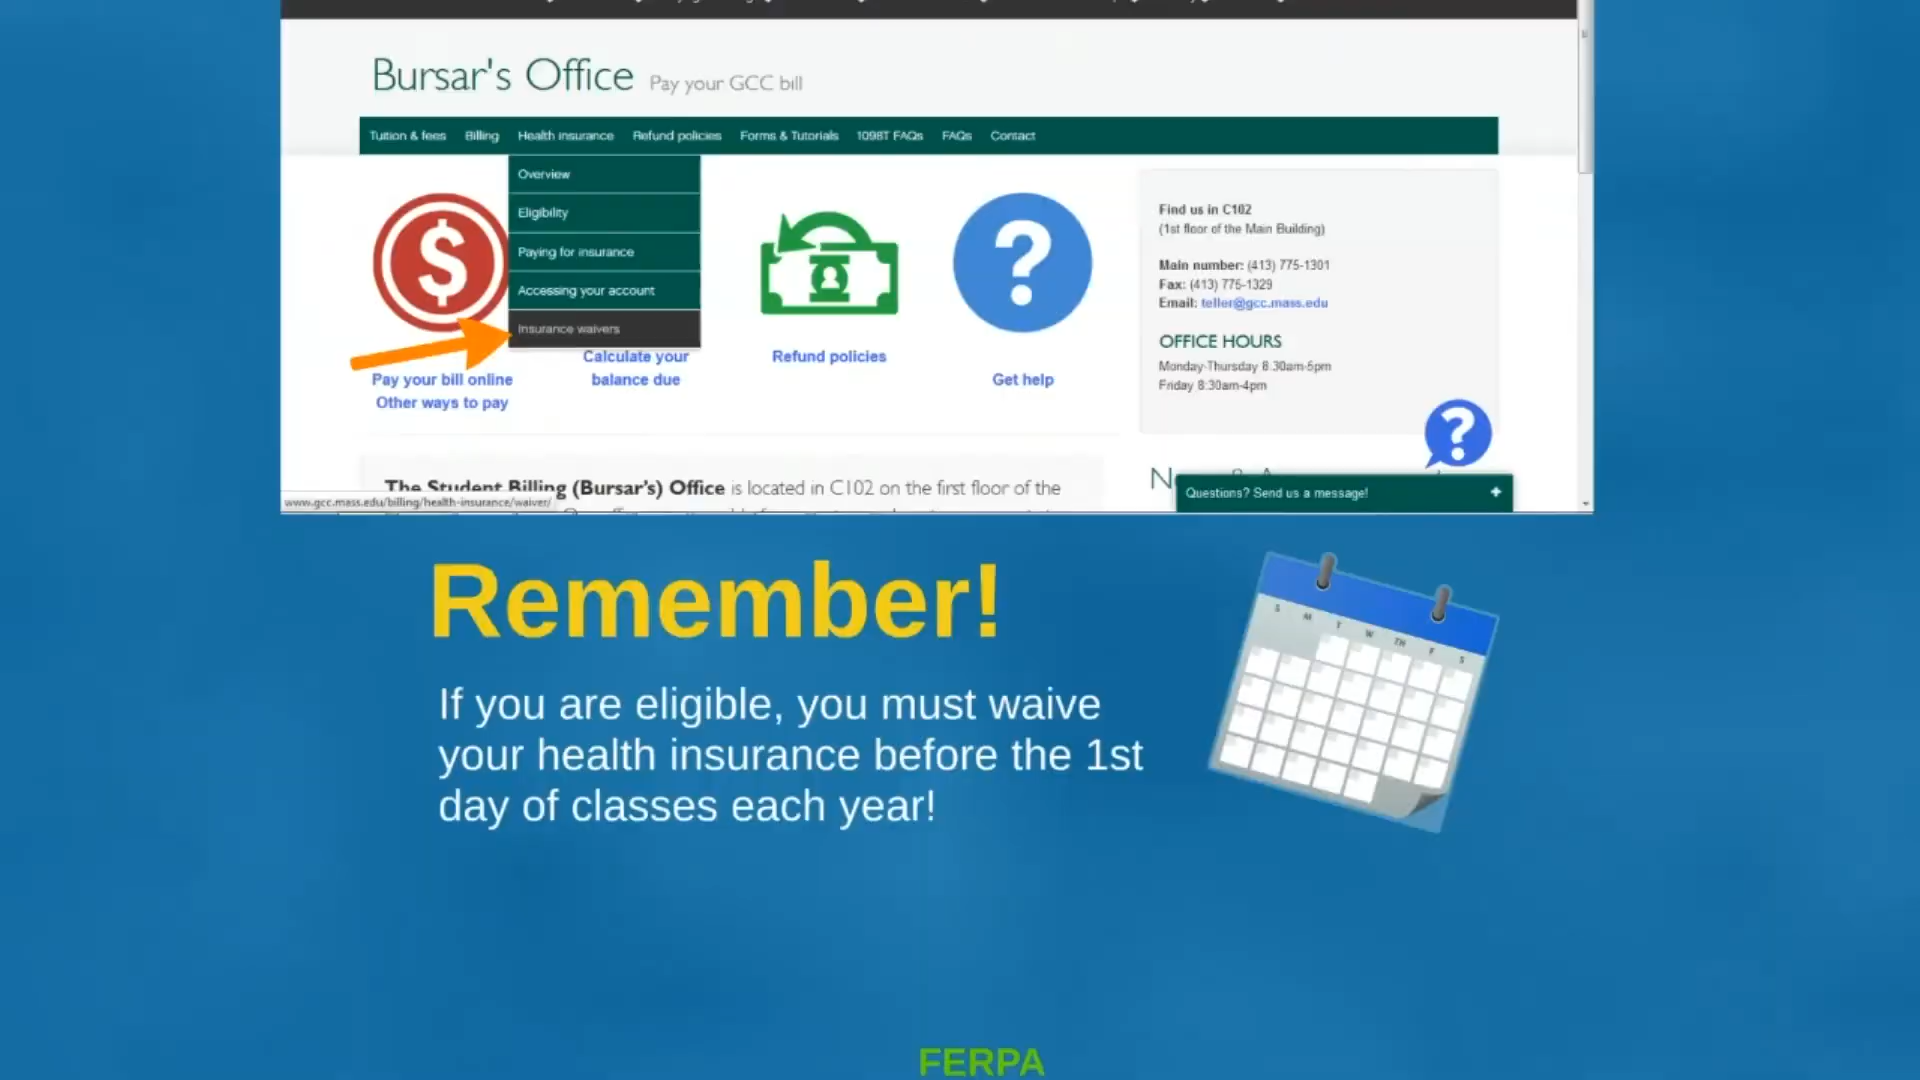 Bursar's Office Pay your GCC bill
Tuition & fees Billing Health insurance Refund policies Forms & Tutorials 1098T FAQs FAQs Contact
Overview
Eligibility
Paying for insurance
Accessing your account
Insurance waivers
Pay your bill online
Other ways to pay
Calculate your
balance due
Refund policies
Get help
Find us in C102
(1st floor of the Main Building)
Main number: (413) 775-1301
Fax: (413) 775-1329
Email: teller@gcc.mass.edu
OFFICE HOURS
Monday-Thursday 8:30am-5pm
Friday 8:30am-4pm
The Student Billing (Bursar's) Office is located in C102 on the first floor of the
www.gcc.mass.edu/billing/health-insurance/waiver/
Questions? Send us a message!
Remember!
If you are eligible, you must waive
your health insurance before the 1st
day of classes each year!
S M T W TH F S
FERPA